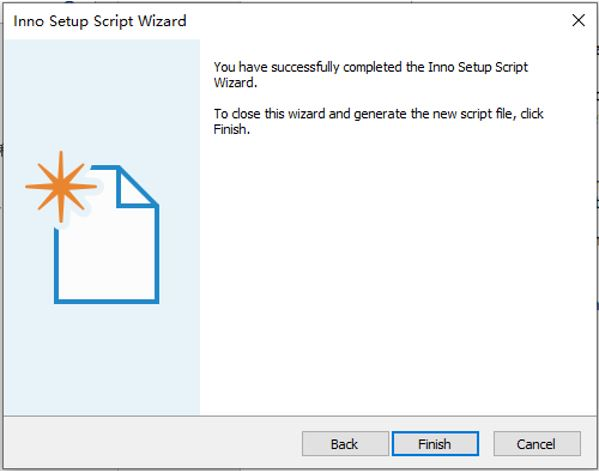 Inno Setup Script Wizard
You have successfully completed the Inno Setup Script
Wizard.
To close this wizard and generate the new script file, click
Finish.
Back
Finish
Cancel